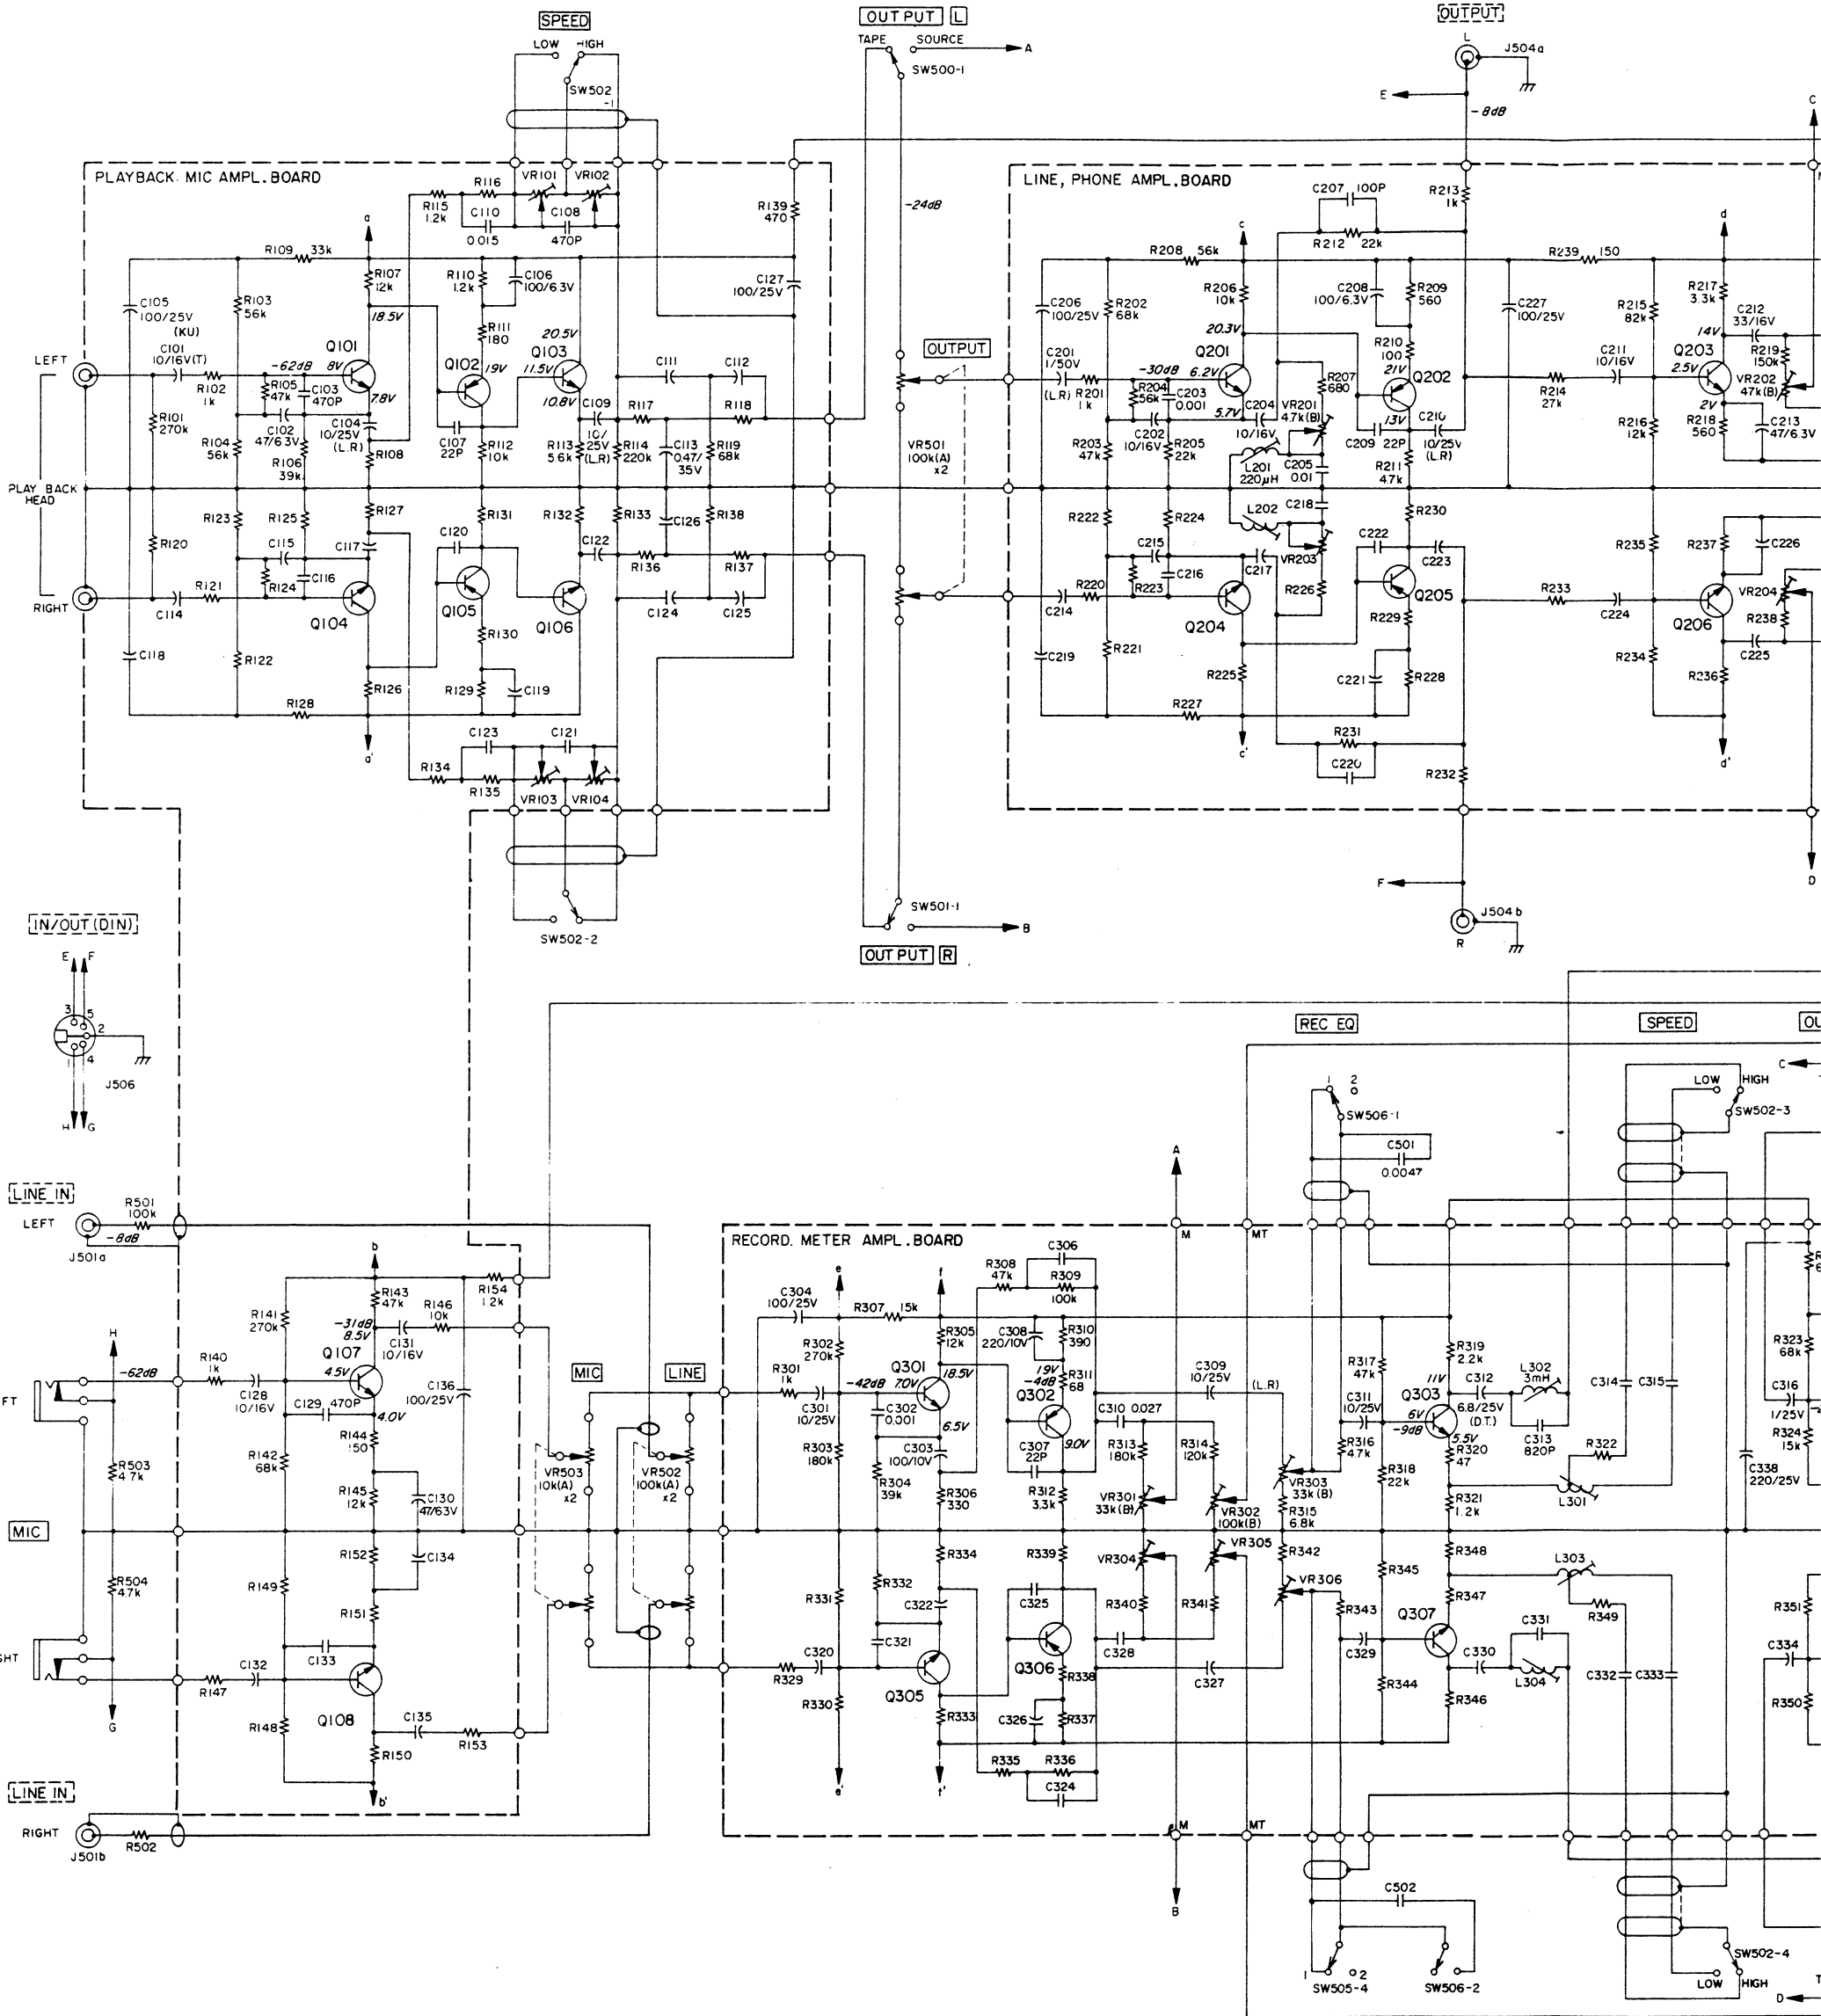 SPEED
LOW HIGH
SW502
-1
OUTPUT L
TAPE SOURCE
A
SW500-1
OUTPUT
L
J504a
E
-8dB
C
PLAYBACK. MIC AMPL. BOARD
R115
1.2k
R116
C110
0.015
VR101
VR102
C108
470P
R139
470
-24dB
a
R109 33k
R107
12k
18.5V
R110
1.2k
C106
100/6.3V
R111
180
C127
100/25V
C105
100/25V
(KU)
R103
56k
LEFT
C101
10/16V(T)
R102
1k
-62dB
8V
Q101
7.8V
R105
47k
C103
470P
C102
47/6.3V
C104
10/25V
(L.R)
R101
270k
R104
56k
R106
39k
R108
Q102
19V
C107
22P
R112
10k
20.5V
Q103
11.5V
10.8V
C109
10/
25V
(L.R)
R113
5.6k
R114
220k
R117
C111
C112
R118
C113
0.47/
35V
R119
68k
PLAY BACK
HEAD
R123
R125
R127
R131
R132
R133
C126
R138
R120
C115
C117
C120
C122
R136
R137
R124
C116
RIGHT
C114
R121
Q104
Q105
Q106
C124
C125
R130
C118
R122
R126
R129
C119
R128
a'
C123
C121
R134
R135
VR103
VR104
SW502-2
OUTPUT
VR501
100k(A)
x2
SW501-1
B
OUTPUT R
LINE, PHONE AMPL. BOARD
C207 100P
R212 22k
R213
1k
c
R208 56k
R206
10k
20.3V
C206
100/25V
R202
68k
C208
100/6.3V
R209
560
R210
100
21V
Q202
13V
C201
1/50V
(L.R)
R201
1k
-30dB
6.2V
Q201
5.7V
R204
56k
C203
0.001
C202
10/16V
C204
10/16V
R203
47k
R205
22k
R207
680
VR201
47k(B)
L201
220μH
C205
0.01
C209
22P
C210
10/25V
(L.R)
R211
4.7k
C227
100/25V
R239 150
R214
27k
C211
10/16V
R215
82k
R216
12k
d
R217
3.3k
14V
Q203
2.5V
2V
C212
33/16V
R219
150k
VR202
47k(B)
R218
560
C213
47/6.3V
R222
R224
L202
C218
R230
C215
C216
C217
C222
C223
VR203
R220
R223
C214
Q204
R226
Q205
R229
R221
C219
R225
C221
R228
R227
c'
R231
C220
R232
R233
C224
R235
R237
C226
Q206
VR204
R238
C225
R234
R236
d'
D
F
J504b
R
IN/OUT (DIN)
E F
3 5
2
1 4
J506
H G
LINE IN
LEFT
R501
100k
-8dB
J501a
b
R154
1.2k
R143
47k
R141
270k
-31dB
8.5V
R146
10k
C131
10/16V
H
-62dB
R140
1k
C128
10/16V
4.5V
Q107
C129 470P
4.0V
C136
100/25V
R144
150
R142
68k
R145
12k
C130
47/63V
R503
4.7k
MIC
R504
4.7k
R149
R152
C134
R151
C133
C132
R147
R148
Q108
C135
R153
R150
G
b'
LINE IN
RIGHT
R502
J501b
MIC
LINE
VR503
10k(A)
x2
VR502
100k(A)
x2
RECORD. METER AMPL. BOARD
e
f
C304
100/25V
R307 15k
R308
47k
C306
R309
100k
R302
270k
R305
12k
C308
220/10V
R310
390
R311
68
R301
1k
C301
10/25V
-42dB
Q301
7.0V
18.5V
6.5V
C302
0.001
C303
100/10V
R303
180k
R304
39k
R306
330
19V
-4dB
Q302
9.0V
C307
22P
R312
3.3k
C309
10/25V
(L.R)
C310 0.027
R313
180k
R314
120k
VR301
33k(B)
VR302
100k(B)
VR303
33k(B)
R315
6.8k
R331
R332
R334
R339
VR304
VR305
R342
VR306
C322
C325
R340
R341
C321
C328
C320
R329
R330
Q305
Q306
R338
R333
C326
R337
C327
R335
R336
C324
e'
f'
A
M
MT
M
MT
B
REC EQ
1 2
SW506-1
C501
0.0047
R317
47k
C311
10/25V
R316
4.7k
R318
22k
R319
2.2k
11V
Q303
6V
-9dB
5.5V
R320
47
R321
1.2k
C312
6.8/25V
(D.T.)
L302
3mH
C313
820P
R322
L301
SPEED
LOW HIGH
SW502-3
C
C314
C315
C316
1/25V
R323
68k
R324
15k
C338
220/25V
R348
R345
R347
L303
R349
R343
C329
Q307
C331
C330
L304
R344
R346
C332
C333
C334
R351
R350
C502
1
2
SW505-4
SW506-2
SW502-4
LOW HIGH
D